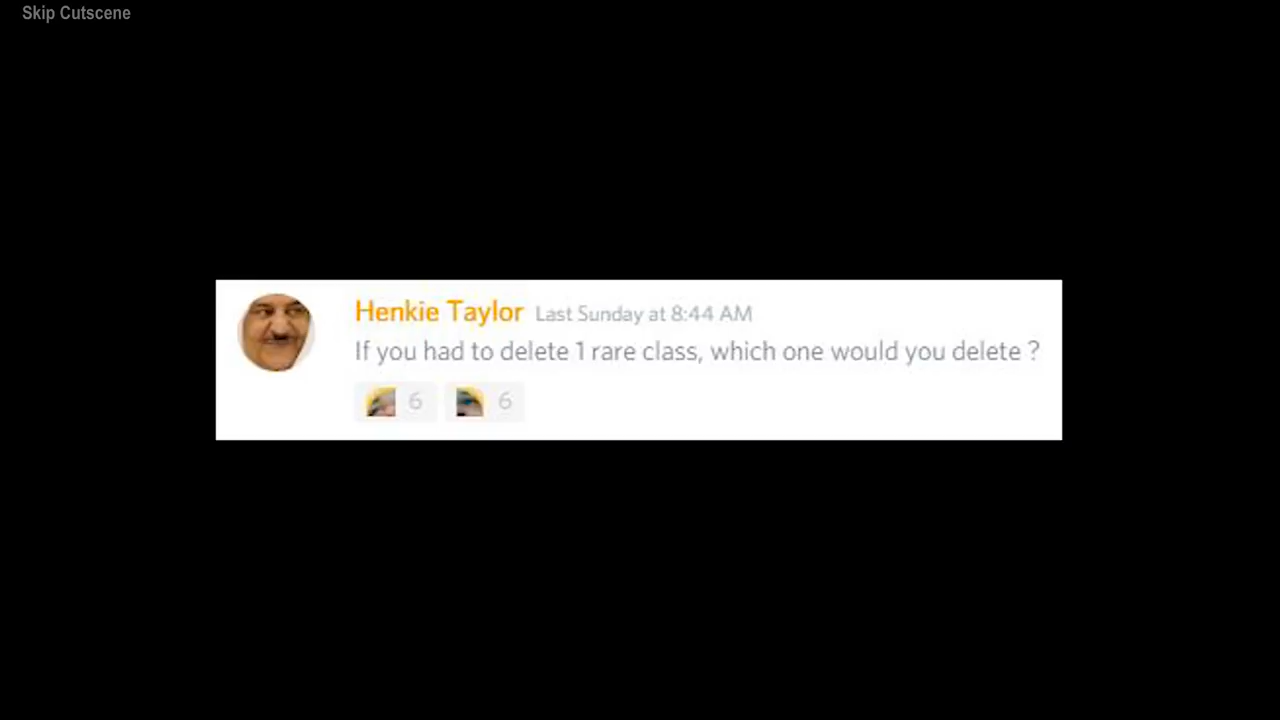 Skip Cutscene
Henkie Taylor Last Sunday at 8:44 AM
If you had to delete 1 rare class, which one would you delete ?
6 6